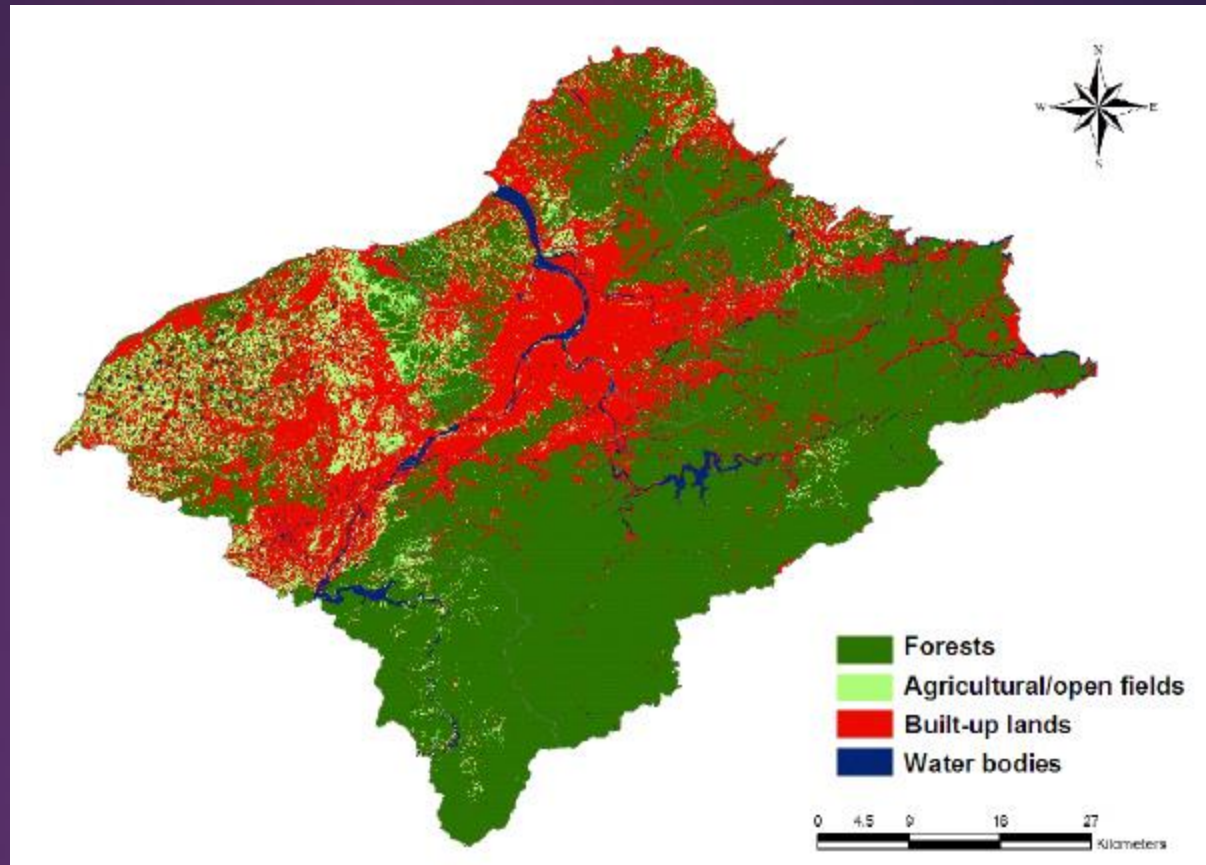 N
W E
S
Forests
Agricultural/open fields
Built-up lands
Water bodies
0 4.5 9 18 27
Kilometers